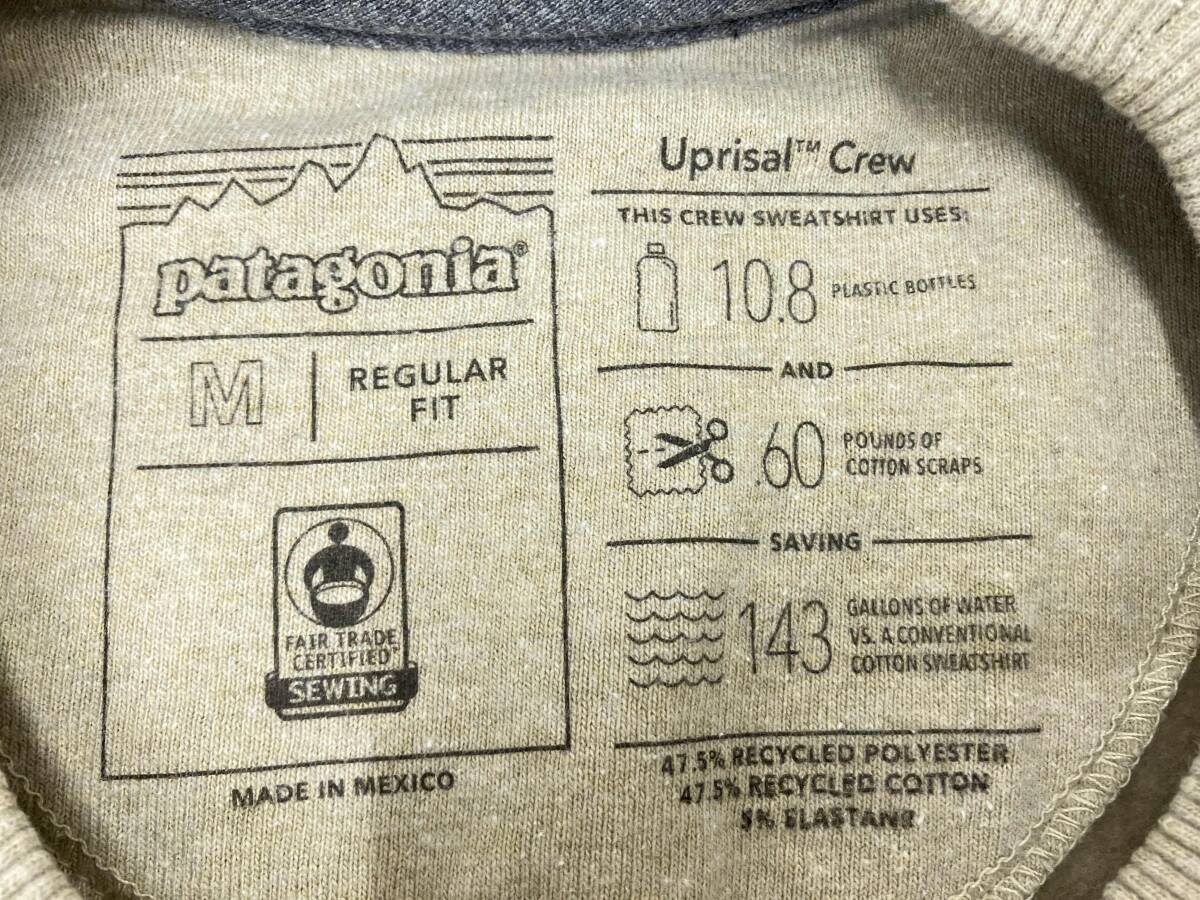 patagonia®
M
REGULAR
FIT
FAIR TRADE
CERTIFIED™
SEWING
MADE IN MEXICO
Uprisal™ Crew
THIS CREW SWEATSHIRT USES:
10.8 PLASTIC BOTTLES
AND
.60 POUNDS OF
COTTON SCRAPS
SAVING
143 GALLONS OF WATER
VS. A CONVENTIONAL
COTTON SWEATSHIRT
47.5% RECYCLED POLYESTER
47.5% RECYCLED COTTON
5% ELASTANE